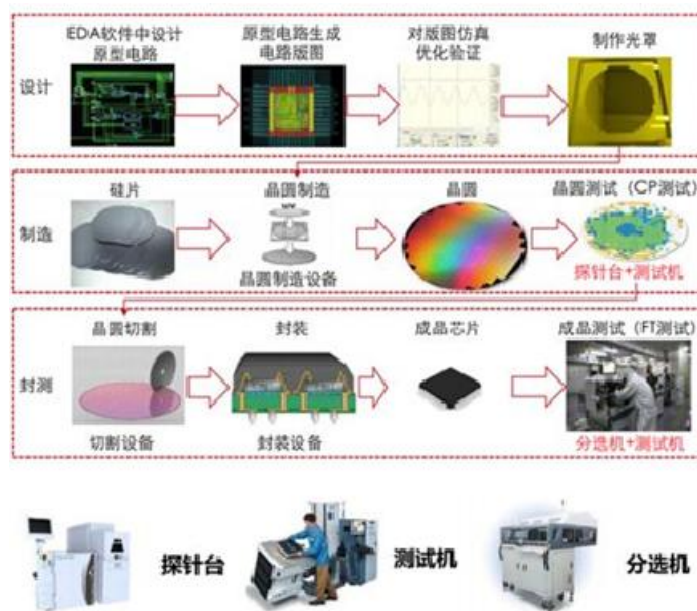 EDA软件中设计
原型电路
原型电路生成
电路版图
对版图仿真
优化验证
制作光罩
设计
硅片
晶圆制造
晶圆
晶圆测试（CP测试）
制造
晶圆制造设备
探针台+测试机
晶圆切割
封装
成品芯片
成品测试（FT测试）
封测
切割设备
封装设备
分选机+测试机
探针台
测试机
分选机